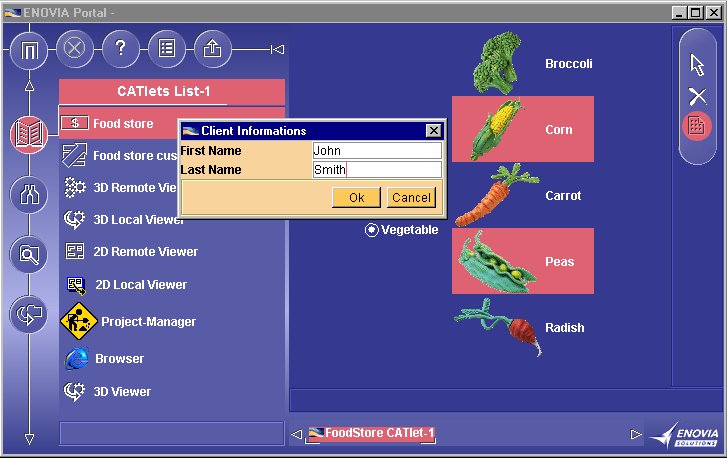 ENOVIA Portal -
?
CATlets List-1
$ Food store
Food store cus
3D Remote Vie
3D Local Viewer
2D Remote Viewer
2D Local Viewer
Project-Manager
Browser
3D Viewer
Client Informations
First Name John
Last Name Smith
Ok Cancel
Vegetable
Broccoli
Corn
Carrot
Peas
Radish
FoodStore CATlet-1
ENOVIA
SOLUTIONS